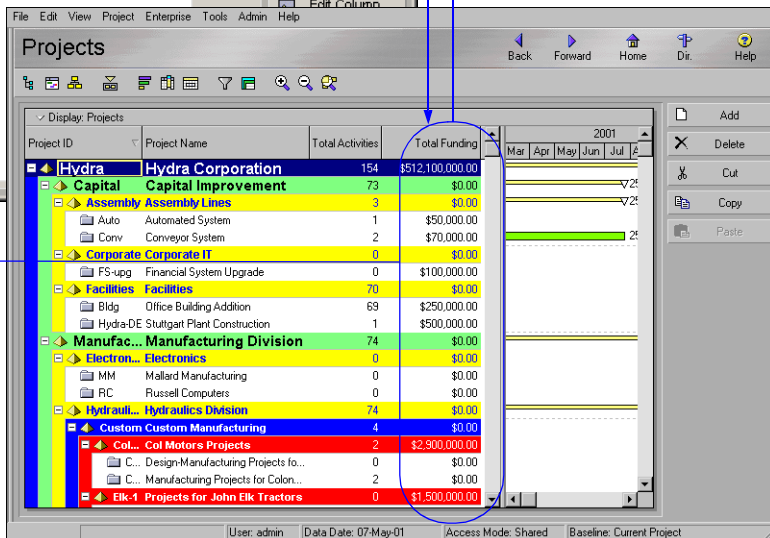 Edit Column
File Edit View Project Enterprise Tools Admin Help
Projects
Back Forward Home Dir. Help
Display: Projects
Project ID Project Name Total Activities Total Funding
2001
Mar Apr May Jun Jul A
Hydra Hydra Corporation 154 $512,100,000.00
Capital Capital Improvement 73 $0.00 25
Assembly Assembly Lines 3 $0.00 25
Auto Automated System 1 $50,000.00
Conv Conveyor System 2 $70,000.00 25
Corporate Corporate IT 0 $0.00
FS-upg Financial System Upgrade 0 $100,000.00
Facilities Facilities 70 $0.00
Bldg Office Building Addition 69 $250,000.00
Hydra-DE Stuttgart Plant Construction 1 $500,000.00
Manufac... Manufacturing Division 74 $0.00
Electron... Electronics 0 $0.00
MM Mallard Manufacturing 0 $0.00
RC Russell Computers 0 $0.00
Hydrauli... Hydraulics Division 74 $0.00
Custom Custom Manufacturing 4 $0.00
Col... Col Motors Projects 2 $2,900,000.00
C... Design-Manufacturing Projects fo... 0 $0.00
C... Manufacturing Projects for Colon... 2 $0.00
Elk-1 Projects for John Elk Tractors 0 $1,500,000.00
Add
Delete
Cut
Copy
Paste
User: admin Data Date: 07-May-01 Access Mode: Shared Baseline: Current Project